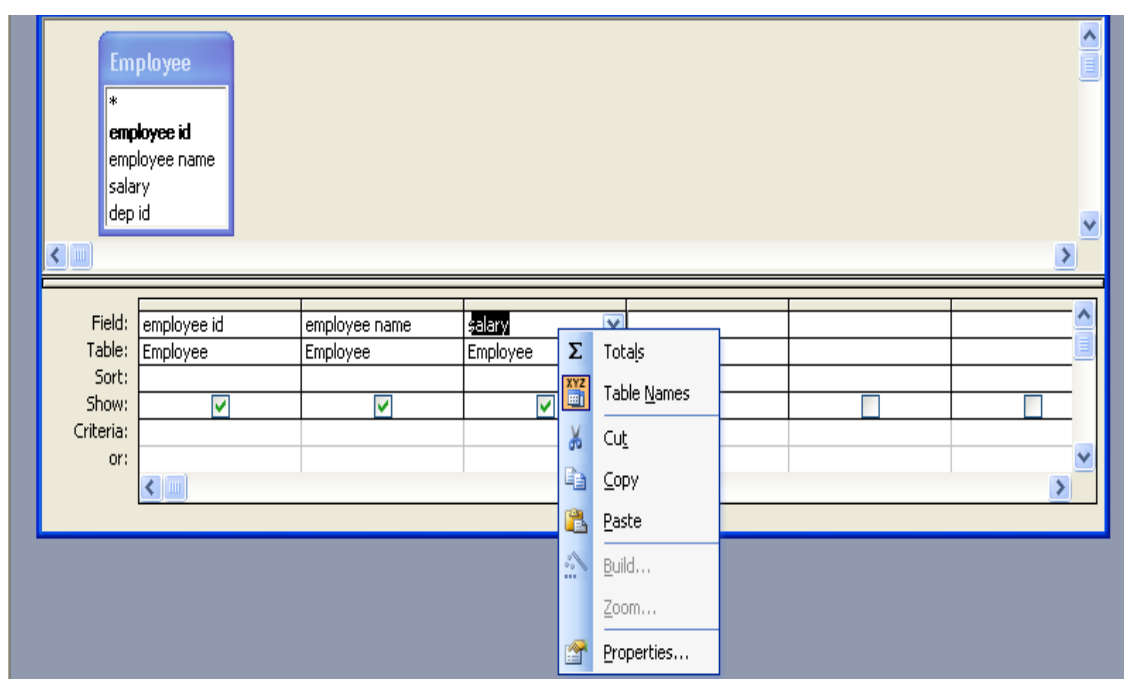 Employee
*
employee id
employee name
salary
dep id
Field: employee id employee name salary
Table: Employee Employee Employee
Sort:
Show:
Criteria:
or:
Σ Totals
XYZ Table Names
Cut
Copy
Paste
Build...
Zoom...
Properties...